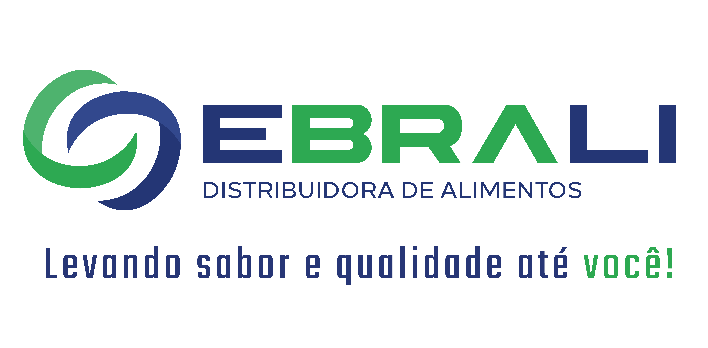 EBRALI
DISTRIBUIDORA DE ALIMENTOS
Levando sabor e qualidade até você!